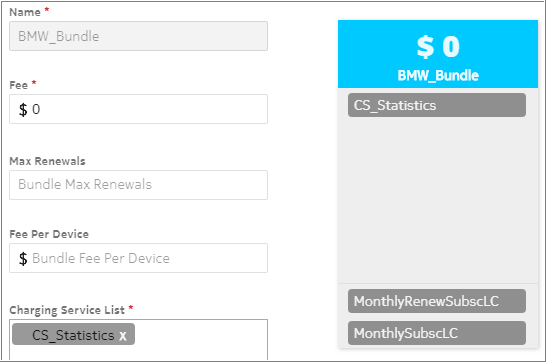 Name *
BMW_Bundle
Fee *
$ 0
Max Renewals
Bundle Max Renewals
Fee Per Device
$ Bundle Fee Per Device
Charging Service List *
CS_Statistics x
$ 0
BMW_Bundle
CS_Statistics
MonthlyRenewSubscLC
MonthlySubscLC